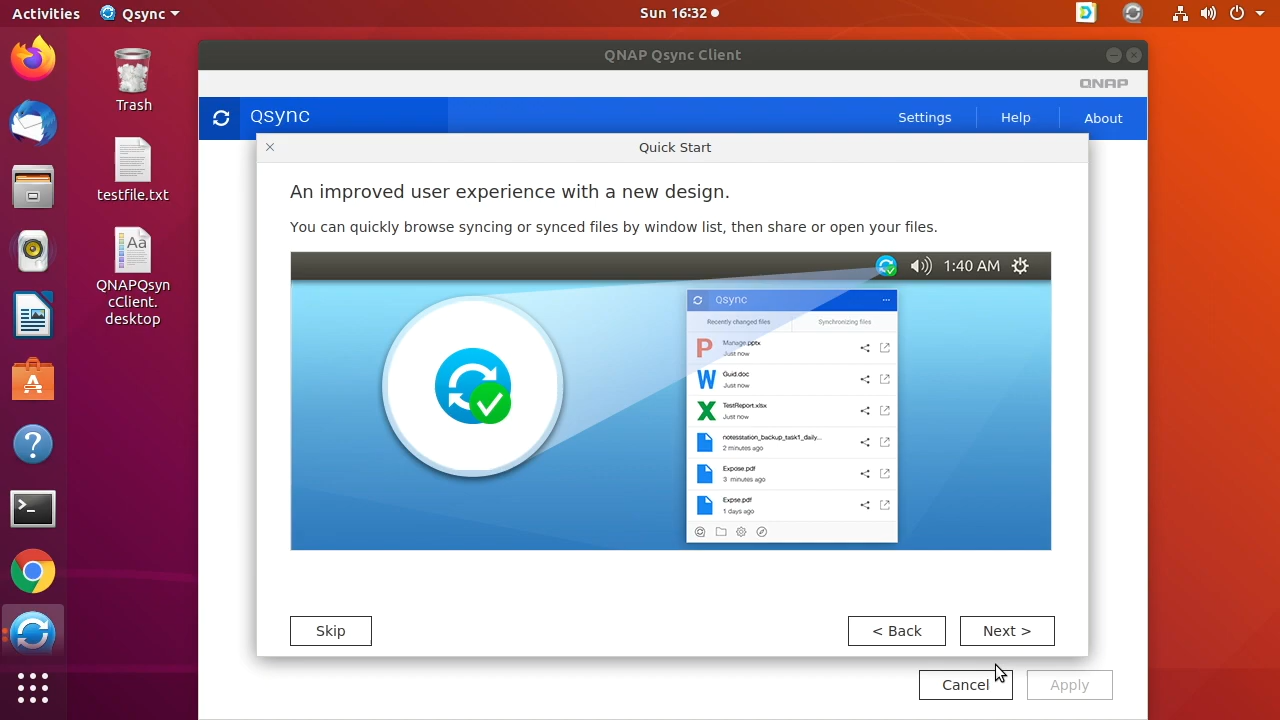 Activities
Qsync
Sun 16:32
Trash
testfile.txt
QNAPQsyn
cClient.
desktop
QNAP Qsync Client
QNAP
Qsync
Settings
Help
About
Quick Start
An improved user experience with a new design.
You can quickly browse syncing or synced files by window list, then share or open your files.
1:40 AM
Qsync
Recently changed files
Synchronizing files
Manage.pptx
Just now
Guid.doc
Just now
TestReport.xlsx
Just now
notesstation_backup_task1_daily...
2 minutes ago
Expose.pdf
3 minutes ago
Expse.pdf
1 days ago
Skip
< Back
Next >
Cancel
Apply